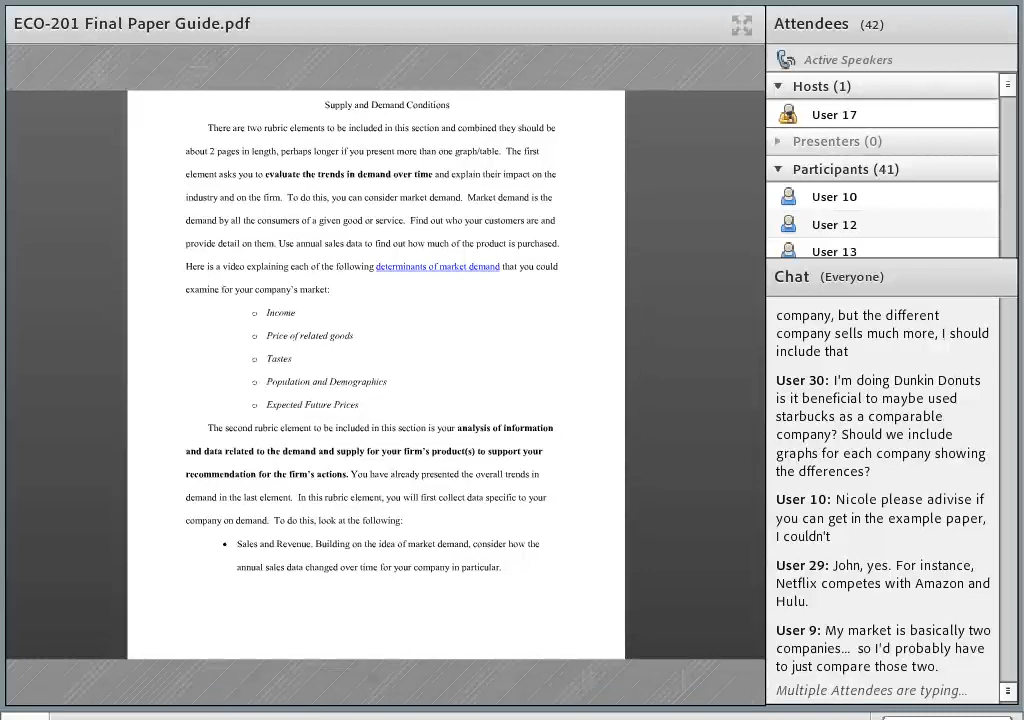 ECO-201 Final Paper Guide.pdf
Supply and Demand Conditions
There are two rubric elements to be included in this section and combined they should be
about 2 pages in length, perhaps longer if you present more than one graph/table.  The first
element asks you to evaluate the trends in demand over time and explain their impact on the
industry and on the firm.  To do this, you can consider market demand.  Market demand is the
demand by all the consumers of a given good or service.  Find out who your customers are and
provide detail on them. Use annual sales data to find out how much of the product is purchased.
Here is a video explaining each of the following determinants of market demand that you could
examine for your company's market:
o Income
o Price of related goods
o Tastes
o Population and Demographics
o Expected Future Prices
The second rubric element to be included in this section is your analysis of information
and data related to the demand and supply for your firm's product(s) to support your
recommendation for the firm's actions. You have already presented the overall trends in
demand in the last element.  In this rubric element, you will first collect data specific to your
company on demand.  To do this, look at the following:
• Sales and Revenue. Building on the idea of market demand, consider how the
annual sales data changed over time for your company in particular.
Attendees (42)
Active Speakers
Hosts (1)
User 17
Presenters (0)
Participants (41)
User 10
User 12
User 13
Chat (Everyone)
company, but the different
company sells much more, I should
include that
User 30: I'm doing Dunkin Donuts
is it beneficial to maybe used
starbucks as a comparable
company? Should we include
graphs for each company showing
the dfferences?
User 10: Nicole please adivise if
you can get in the example paper,
I couldn't
User 29: John, yes. For instance,
Netflix competes with Amazon and
Hulu.
User 9: My market is basically two
companies...  so I'd probably have
to just compare those two.
Multiple Attendees are typing...